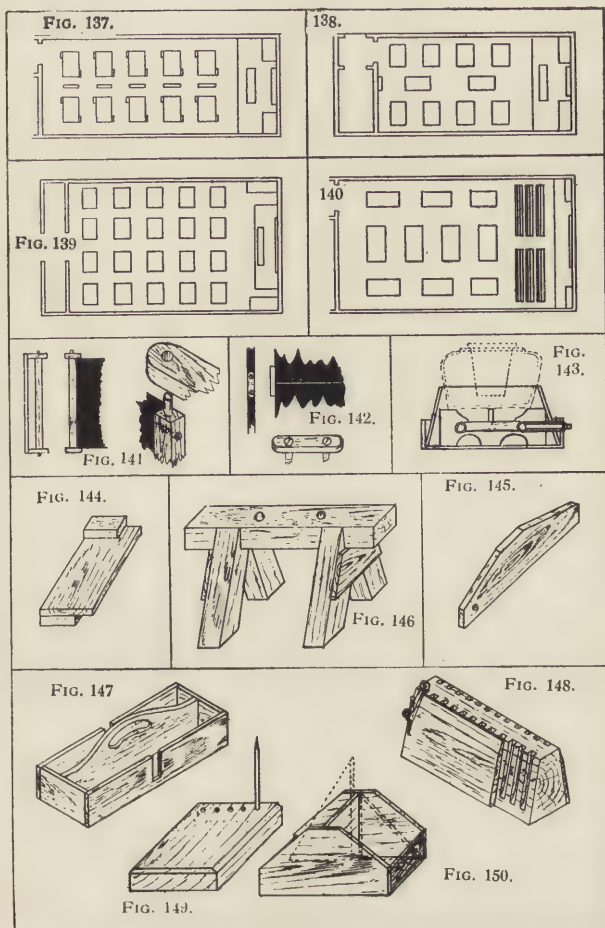 FIG. 137.
138.
FIG. 139
140
FIG. 141
FIG. 142.
FIG.
143.
FIG. 144.
FIG. 146
FIG. 145.
FIG. 147
FIG. 148.
FIG. 149.
FIG. 150.